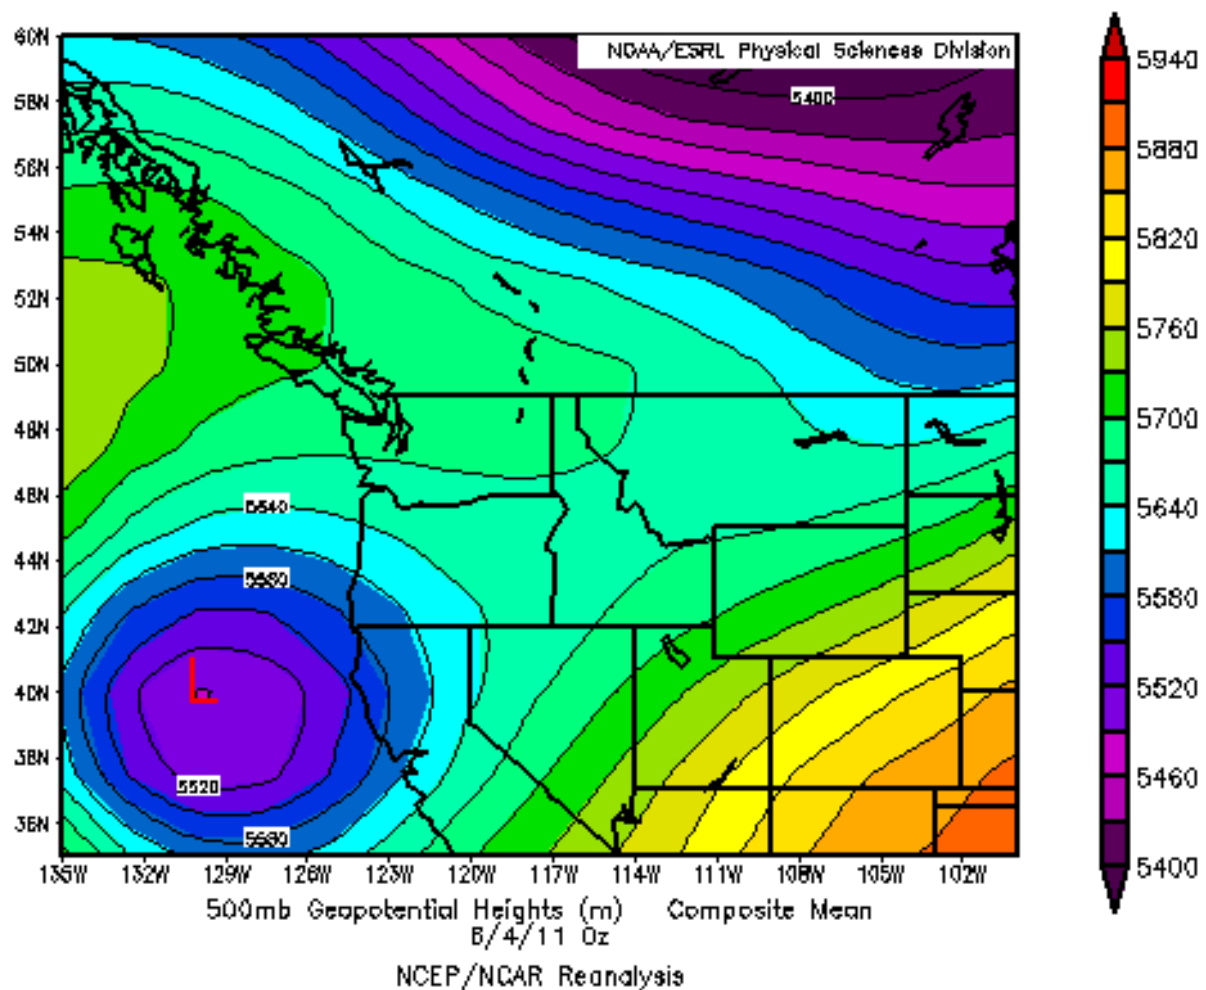 NOAA/ESRL Physical Sciences Division
60N
58N
56N
54N
52N
50N
48N
46N
44N
42N
40N
38N
36N
5400
5640
5580
L
5520
5580
135W 132W 129W 126W 123W 120W 117W 114W 111W 108W 105W 102W
5940
5880
5820
5760
5700
5640
5580
5520
5460
5400
500mb Geopotential Heights (m) Composite Mean
6/4/11 0z
NCEP/NCAR Reanalysis